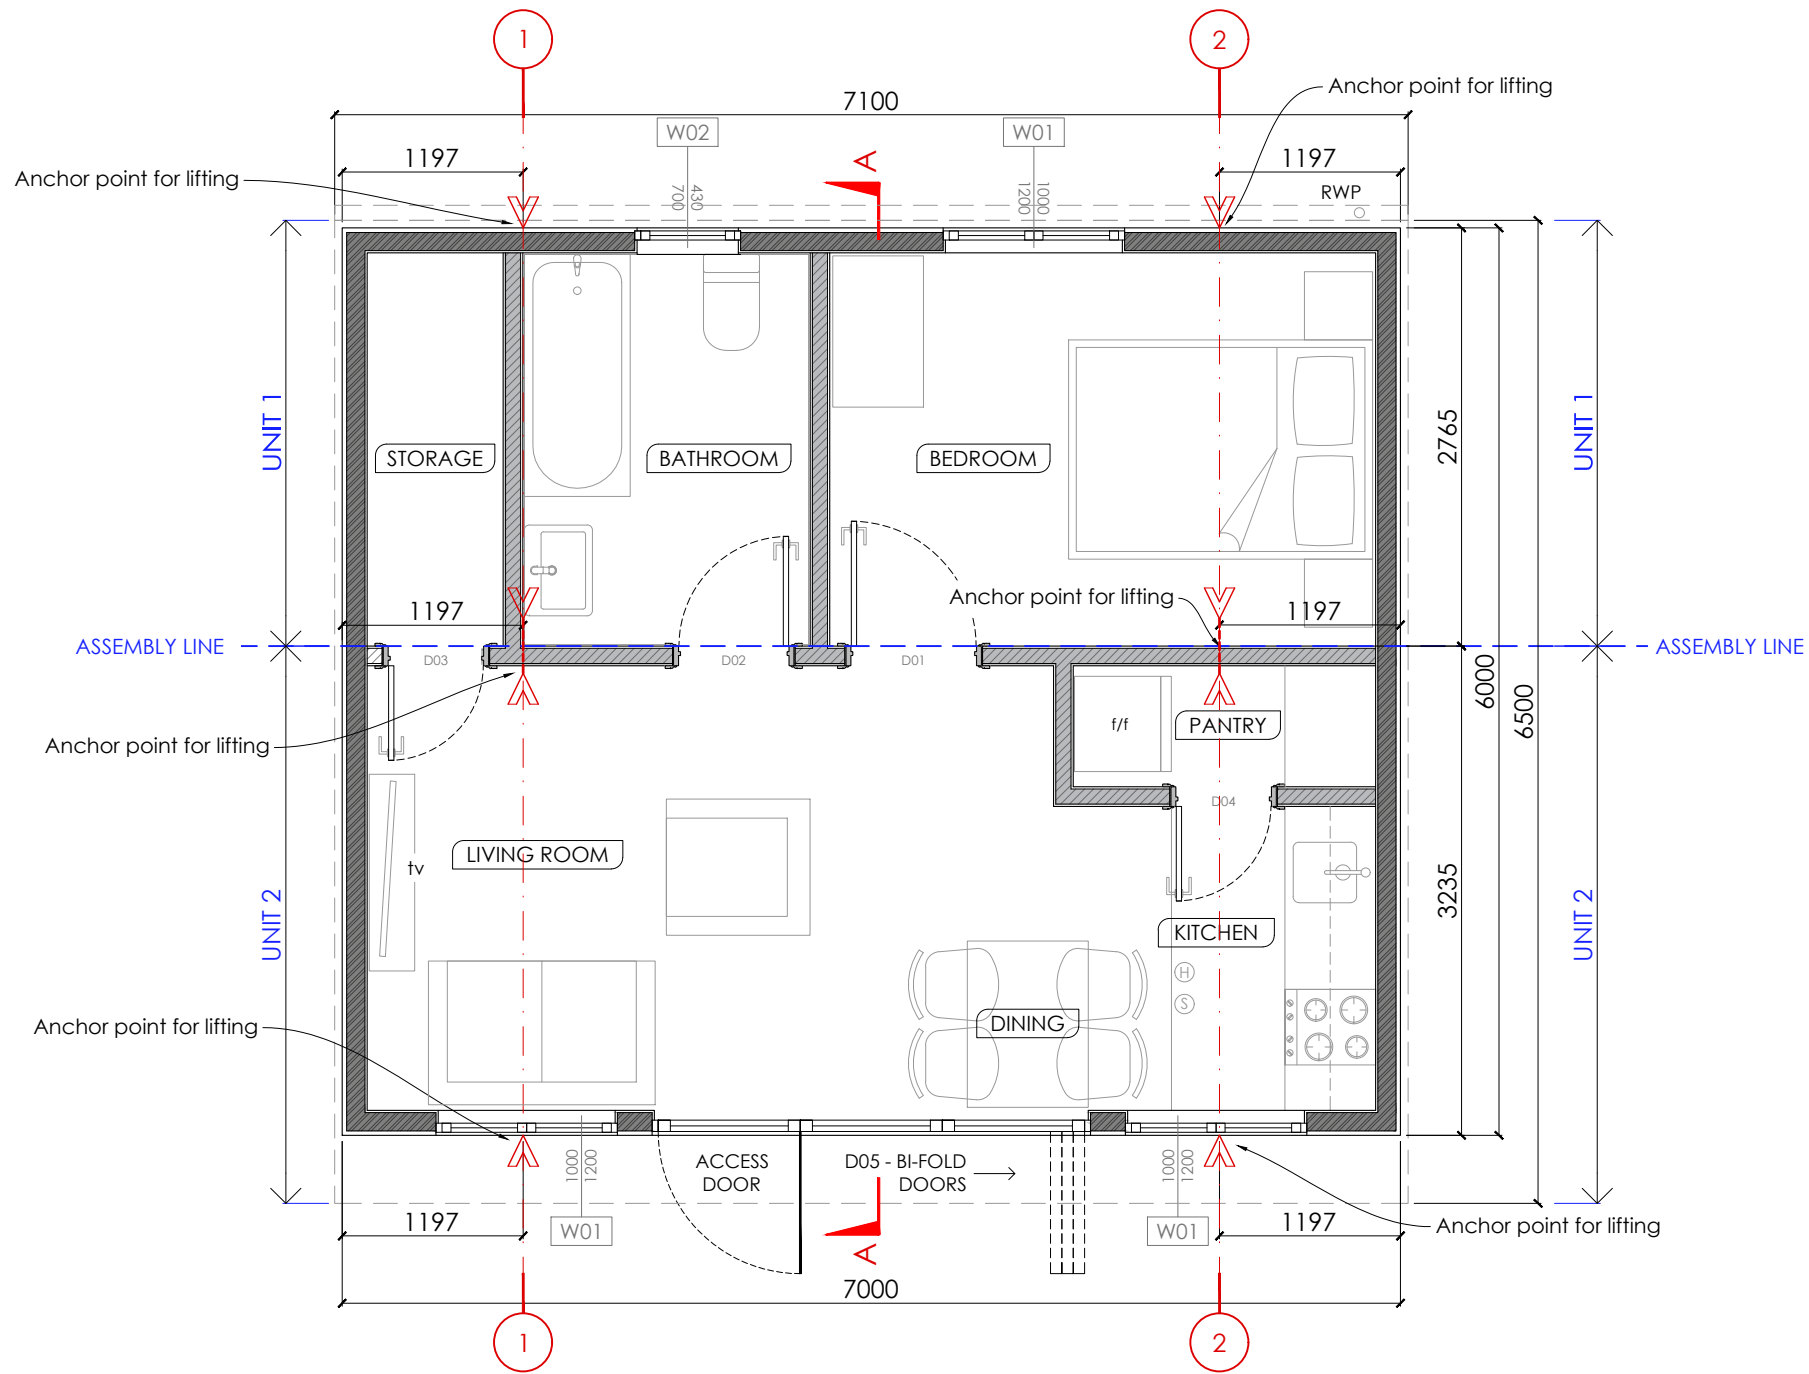 1
2
Anchor point for lifting
7100
W02
W01
A
1197
1197
Anchor point for lifting
RWP
430
700
1000
1200
UNIT 1
UNIT 1
2765
STORAGE
BATHROOM
BEDROOM
1197
Anchor point for lifting
1197
ASSEMBLY LINE
D03
D02
D01
ASSEMBLY LINE
6000
6500
f/f
PANTRY
Anchor point for lifting
D04
LIVING ROOM
tv
3235
UNIT 2
UNIT 2
KITCHEN
H
S
DINING
Anchor point for lifting
1000
1200
ACCESS
DOOR
D05 - BI-FOLD
DOORS
1000
1200
1197
W01
A
W01
1197
Anchor point for lifting
7000
1
2